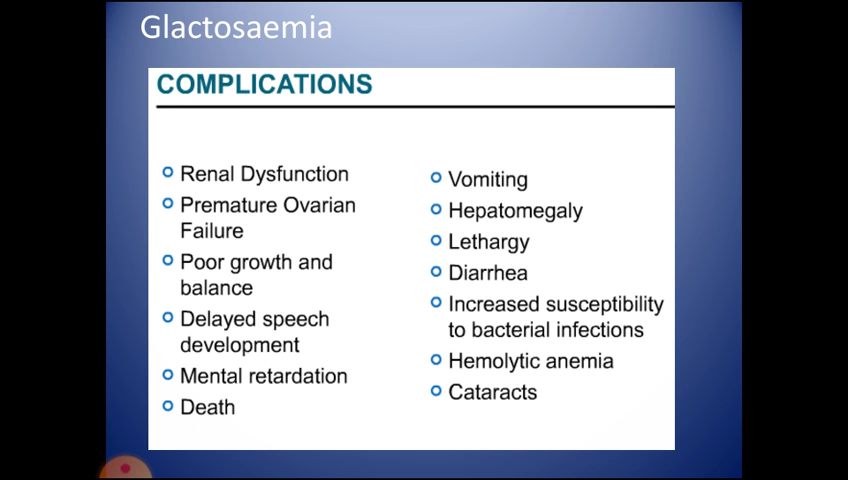 Glactosaemia
COMPLICATIONS
Renal Dysfunction
Premature Ovarian
Failure
Poor growth and
balance
Delayed speech
development
Mental retardation
Death
Vomiting
Hepatomegaly
Lethargy
Diarrhea
Increased susceptibility
to bacterial infections
Hemolytic anemia
Cataracts